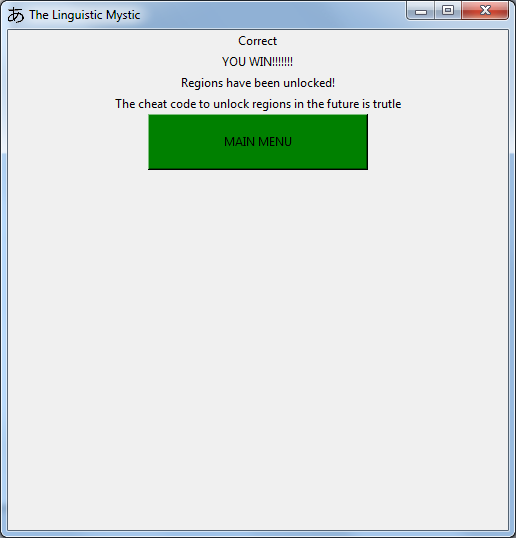 あ The Linguistic Mystic
Correct
YOU WIN!!!!!!!
Regions have been unlocked!
The cheat code to unlock regions in the future is trutle
MAIN MENU